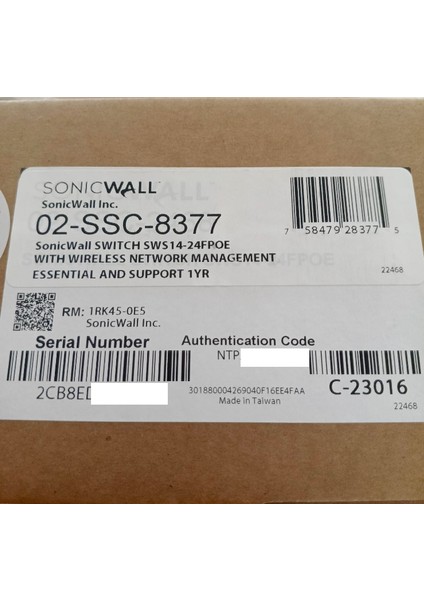 SONICWALL
SonicWall Inc.
02-SSC-8377
SonicWall SWITCH SWS14-24FPOE
WITH WIRELESS NETWORK MANAGEMENT
ESSENTIAL AND SUPPORT 1YR
7 58479 28377 5
22468
RM: 1RK45-0E5
SonicWall Inc.
Serial Number
Authentication Code
NTP
2CB8ED
301880004269040F16EE4FAA
Made in Taiwan
C-23016
22468